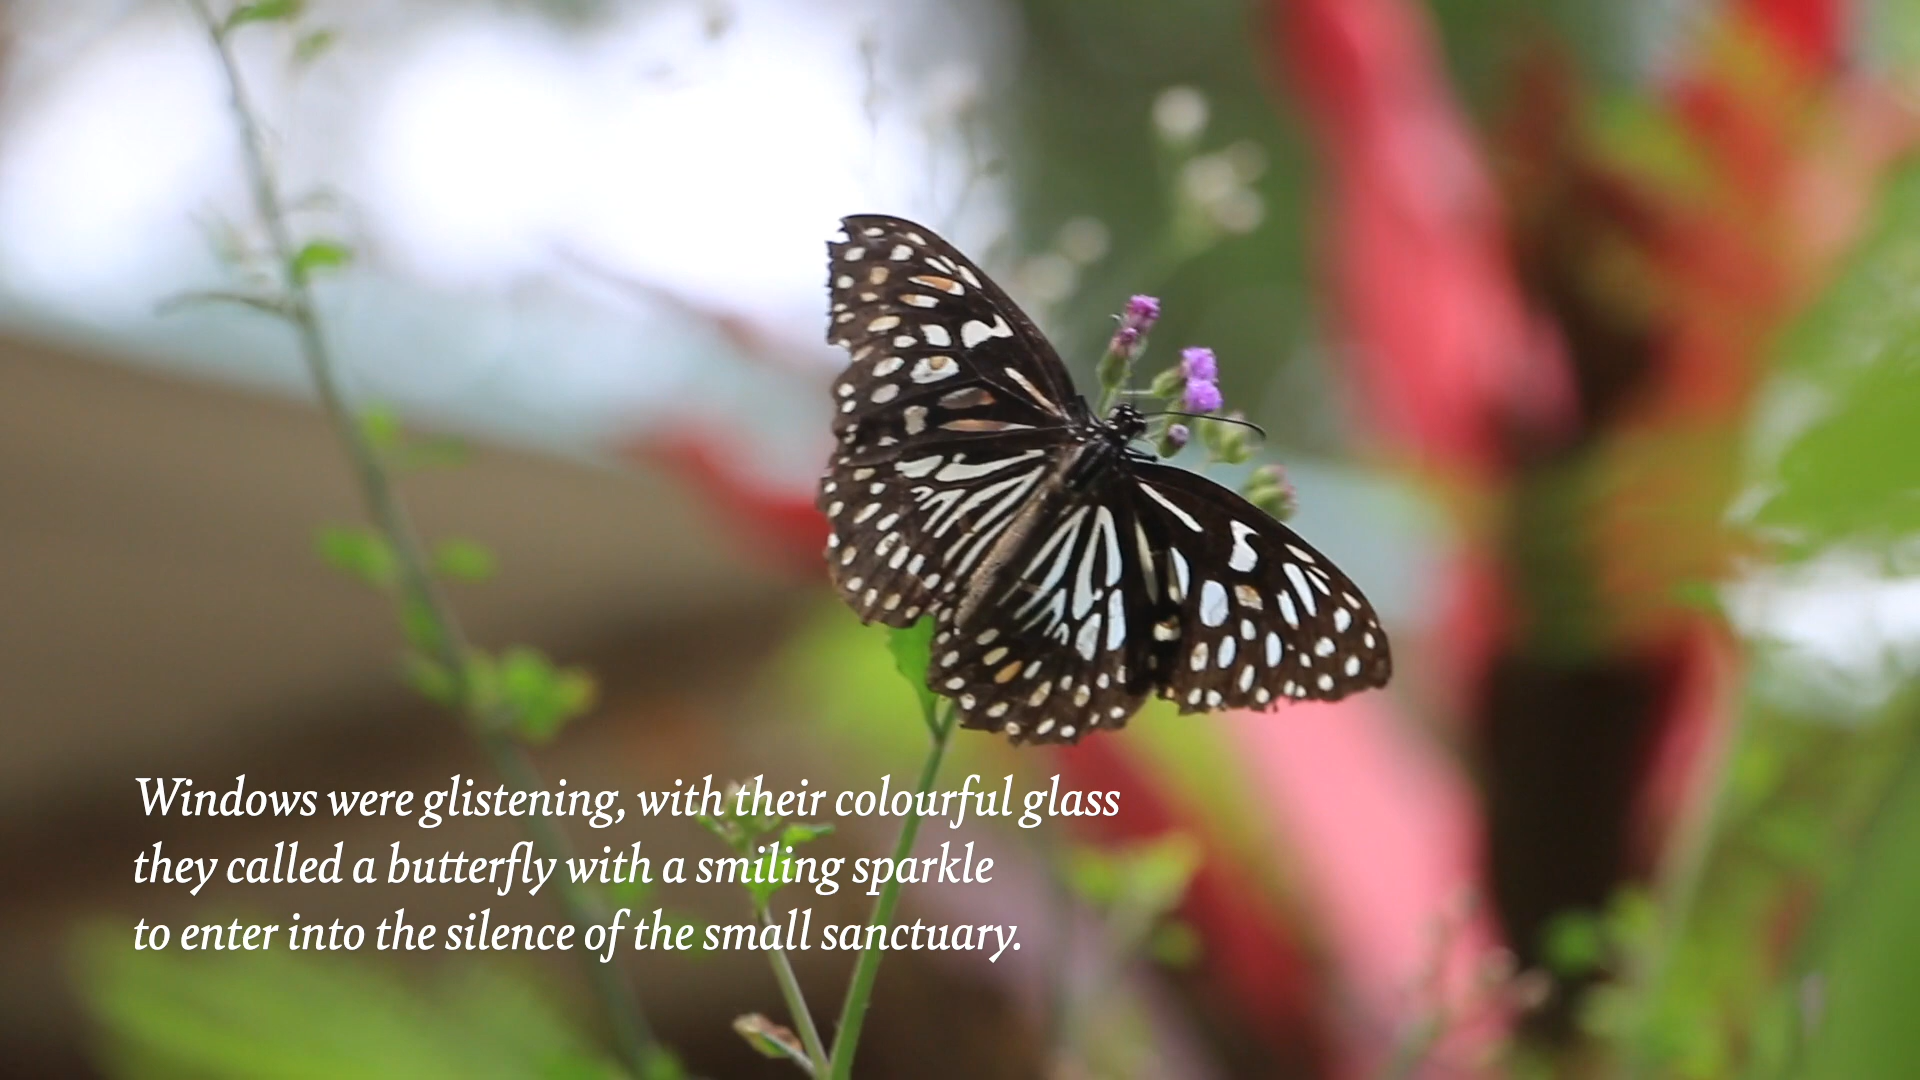 Windows were glistening, with their colourful glass
they called a butterfly with a smiling sparkle
to enter into the silence of the small sanctuary.